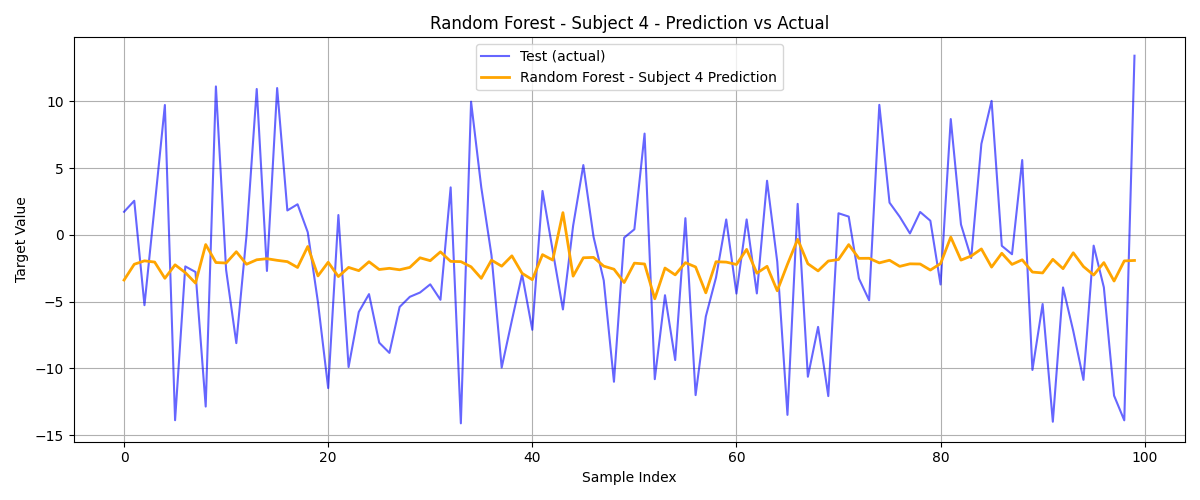 Random Forest - Subject 4 - Prediction vs Actual
Test (actual)
Random Forest - Subject 4 Prediction
Target Value
10
5
0
−5
−10
−15
0
20
40
60
80
100
Sample Index